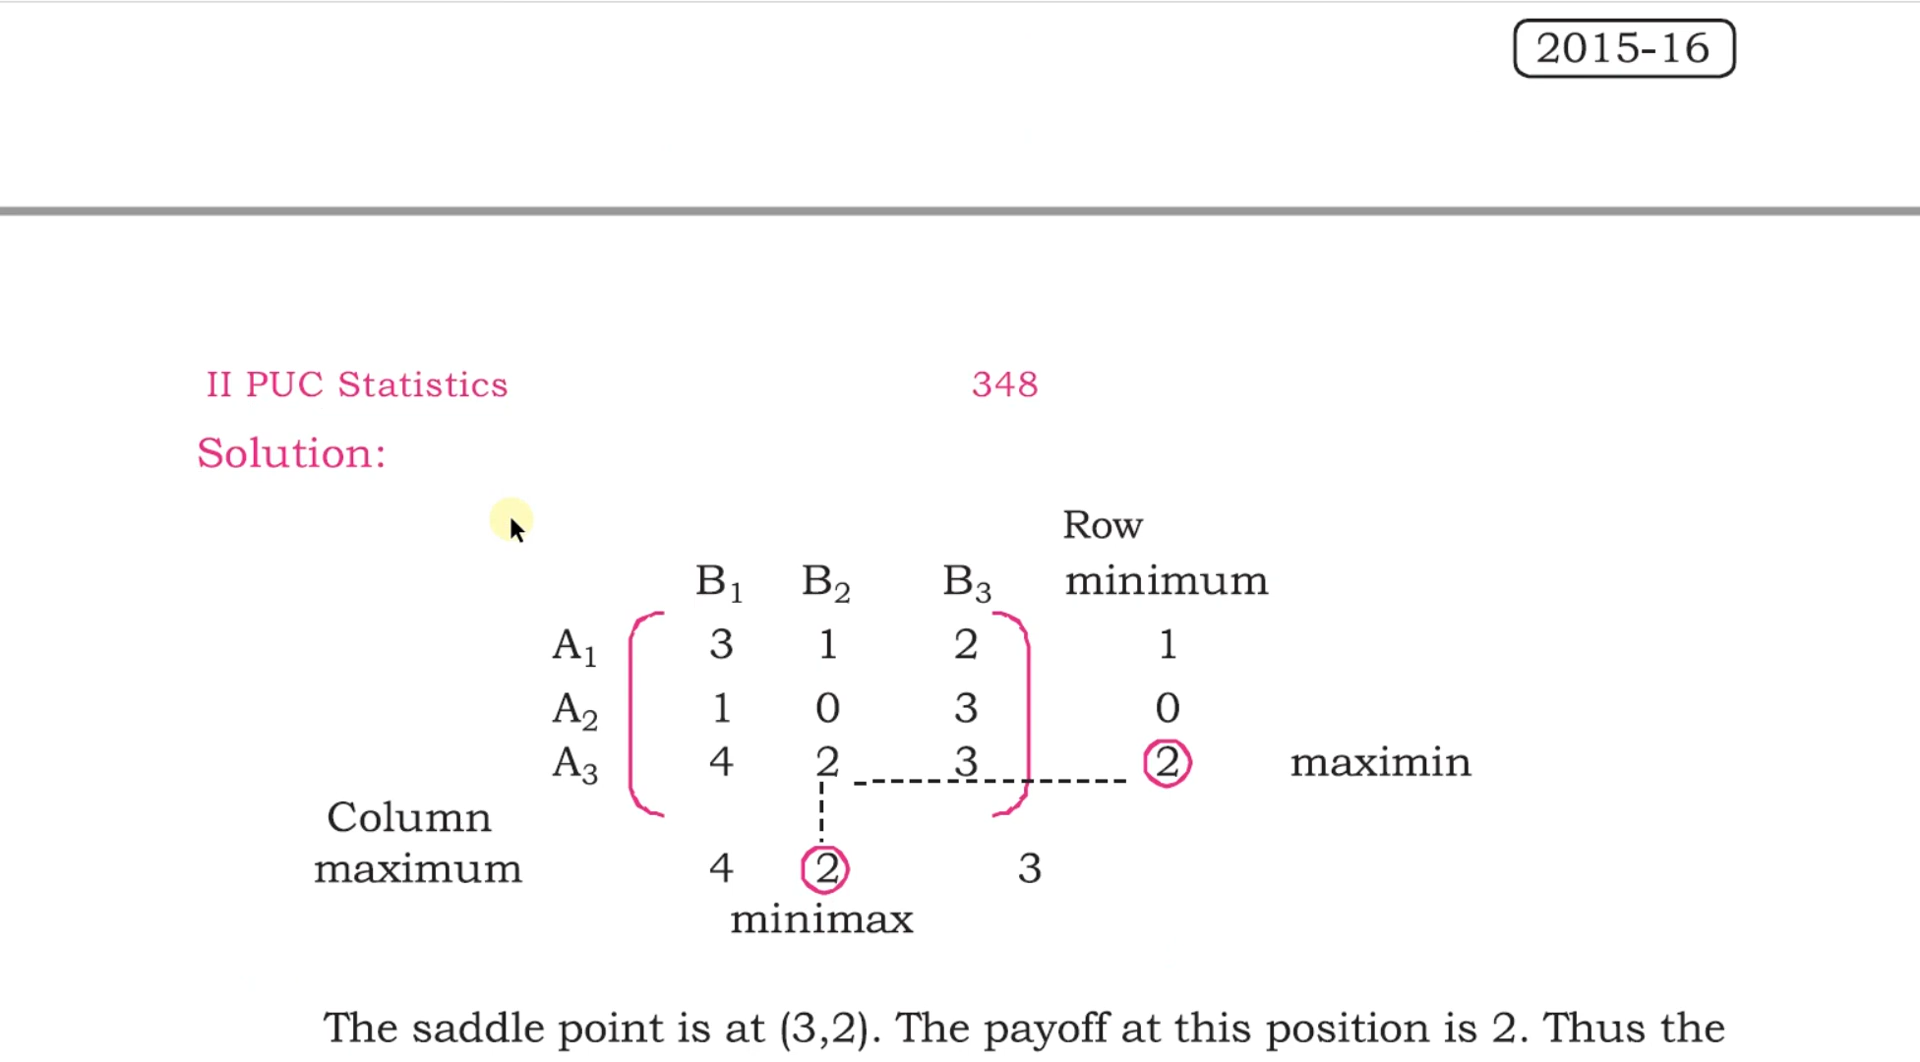 2015-16
II PUC Statistics 348
Solution:
Row
B₁ B₂ B₃ minimum
A₁ 3 1 2 1
A₂ 1 0 3 0
A₃ 4 2 3 2 maximin
Column
maximum 4 2 3
minimax
The saddle point is at (3,2). The payoff at this position is 2. Thus the